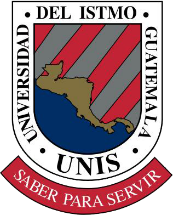 UNIVERSIDAD · DEL ISTMO · GUATEMALA
· UNIS ·
SABER PARA SERVIR